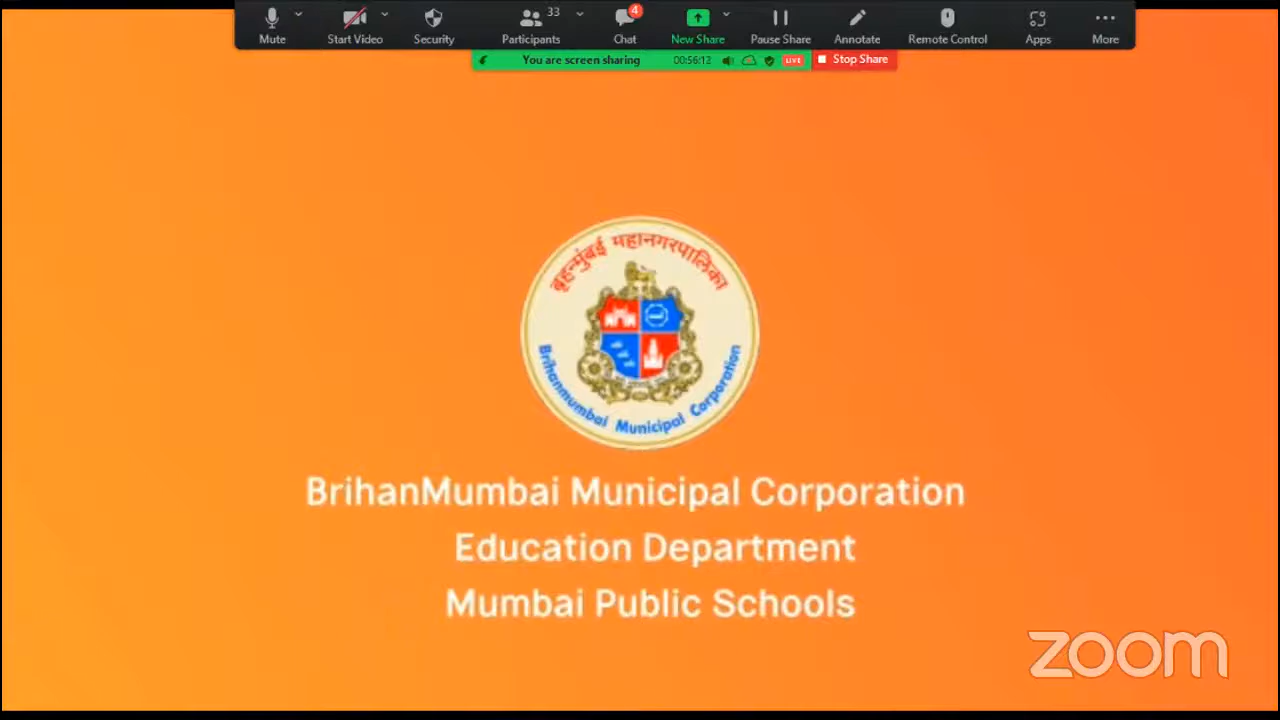 33
4
Mute
Start Video
Security
Participants
Chat
New Share
Pause Share
Annotate
Remote Control
Apps
More
You are screen sharing
00:56:12
LIVE
Stop Share
बृहन्मुंबई महानगरपालिका
Brihanmumbai Municipal Corporation
BrihanMumbai Municipal Corporation
Education Department
Mumbai Public Schools
zoom